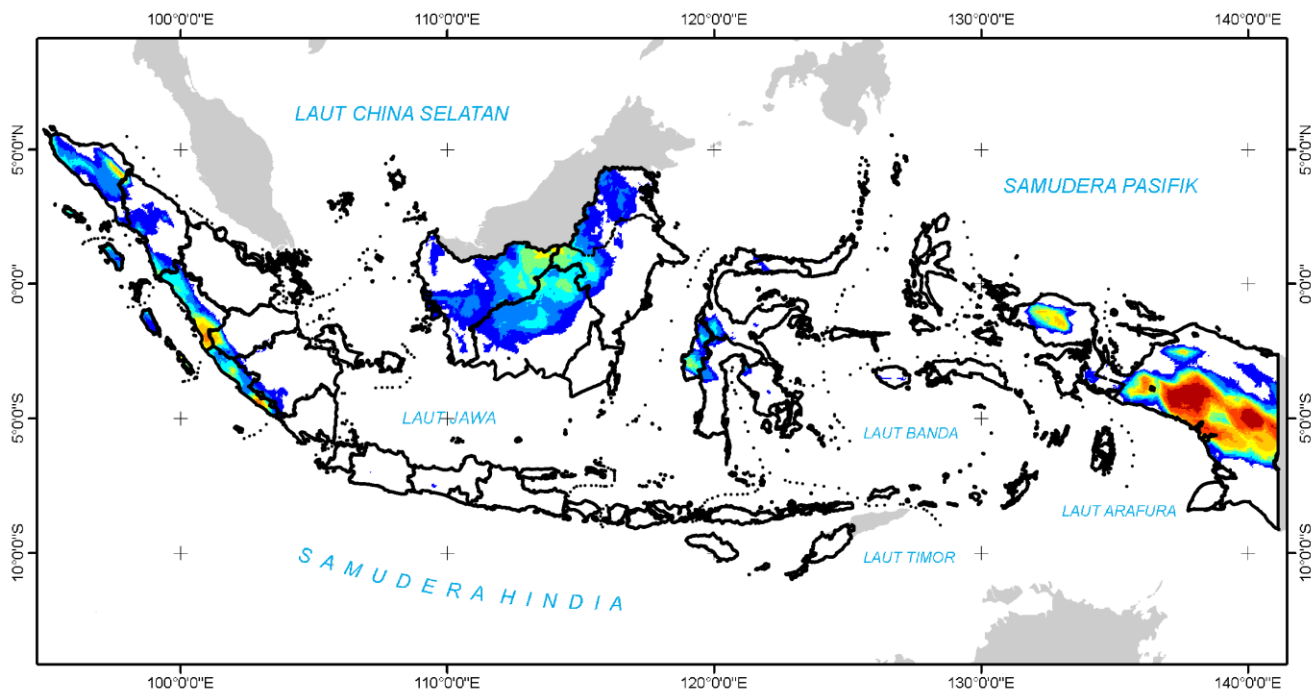 100°0'0"E 110°0'0"E 120°0'0"E 130°0'0"E 140°0'0"E
LAUT CHINA SELATAN
5°0'0"N 5°0'0"N
SAMUDERA PASIFIK
0°0'0" 0°0'0"
LAUT JAWA
5°0'0"S 5°0'0"S
LAUT BANDA
LAUT ARAFURA
10°0'0"S 10°0'0"S
LAUT TIMOR
SAMUDERA HINDIA
100°0'0"E 110°0'0"E 120°0'0"E 130°0'0"E 140°0'0"E